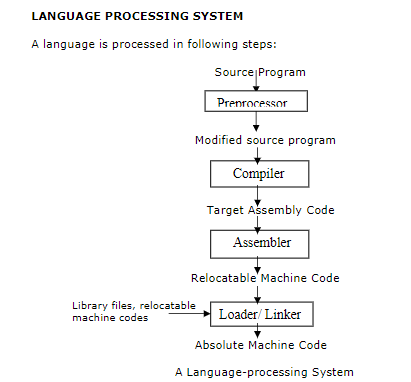 LANGUAGE PROCESSING SYSTEM
A language is processed in following steps:
Source Program
Preprocessor
Modified source program
Compiler
Target Assembly Code
Assembler
Relocatable Machine Code
Library files, relocatable
machine codes
Loader/ Linker
Absolute Machine Code
A Language-processing System